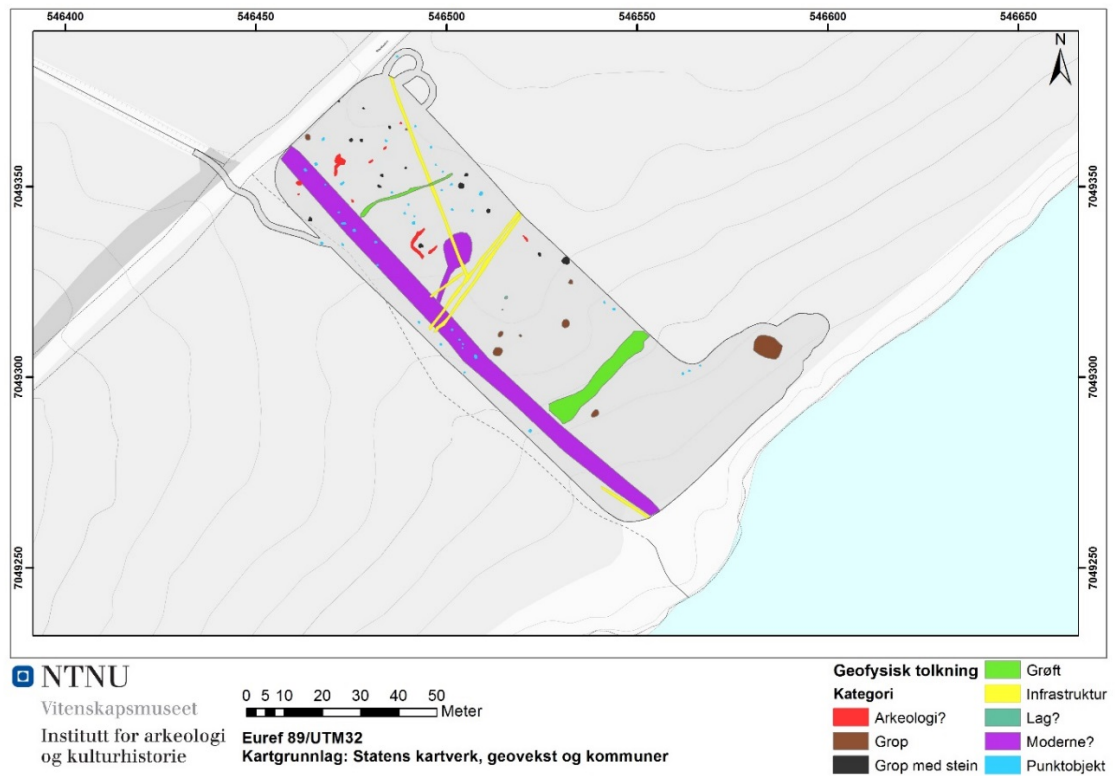 546400 546450 546500 546550 546600 546650
N
7049350 7049350
7049300 7049300
7049250 7049250
NTNU
Vitenskapsmuseet
Institutt for arkeologi
og kulturhistorie
0 5 10 20 30 40 50
Meter
Euref 89/UTM32
Kartgrunnlag: Statens kartverk, geovekst og kommuner
Geofysisk tolkning
Kategori
Arkeologi?
Grop
Grop med stein
Grøft
Infrastruktur
Lag?
Moderne?
Punktobjekt